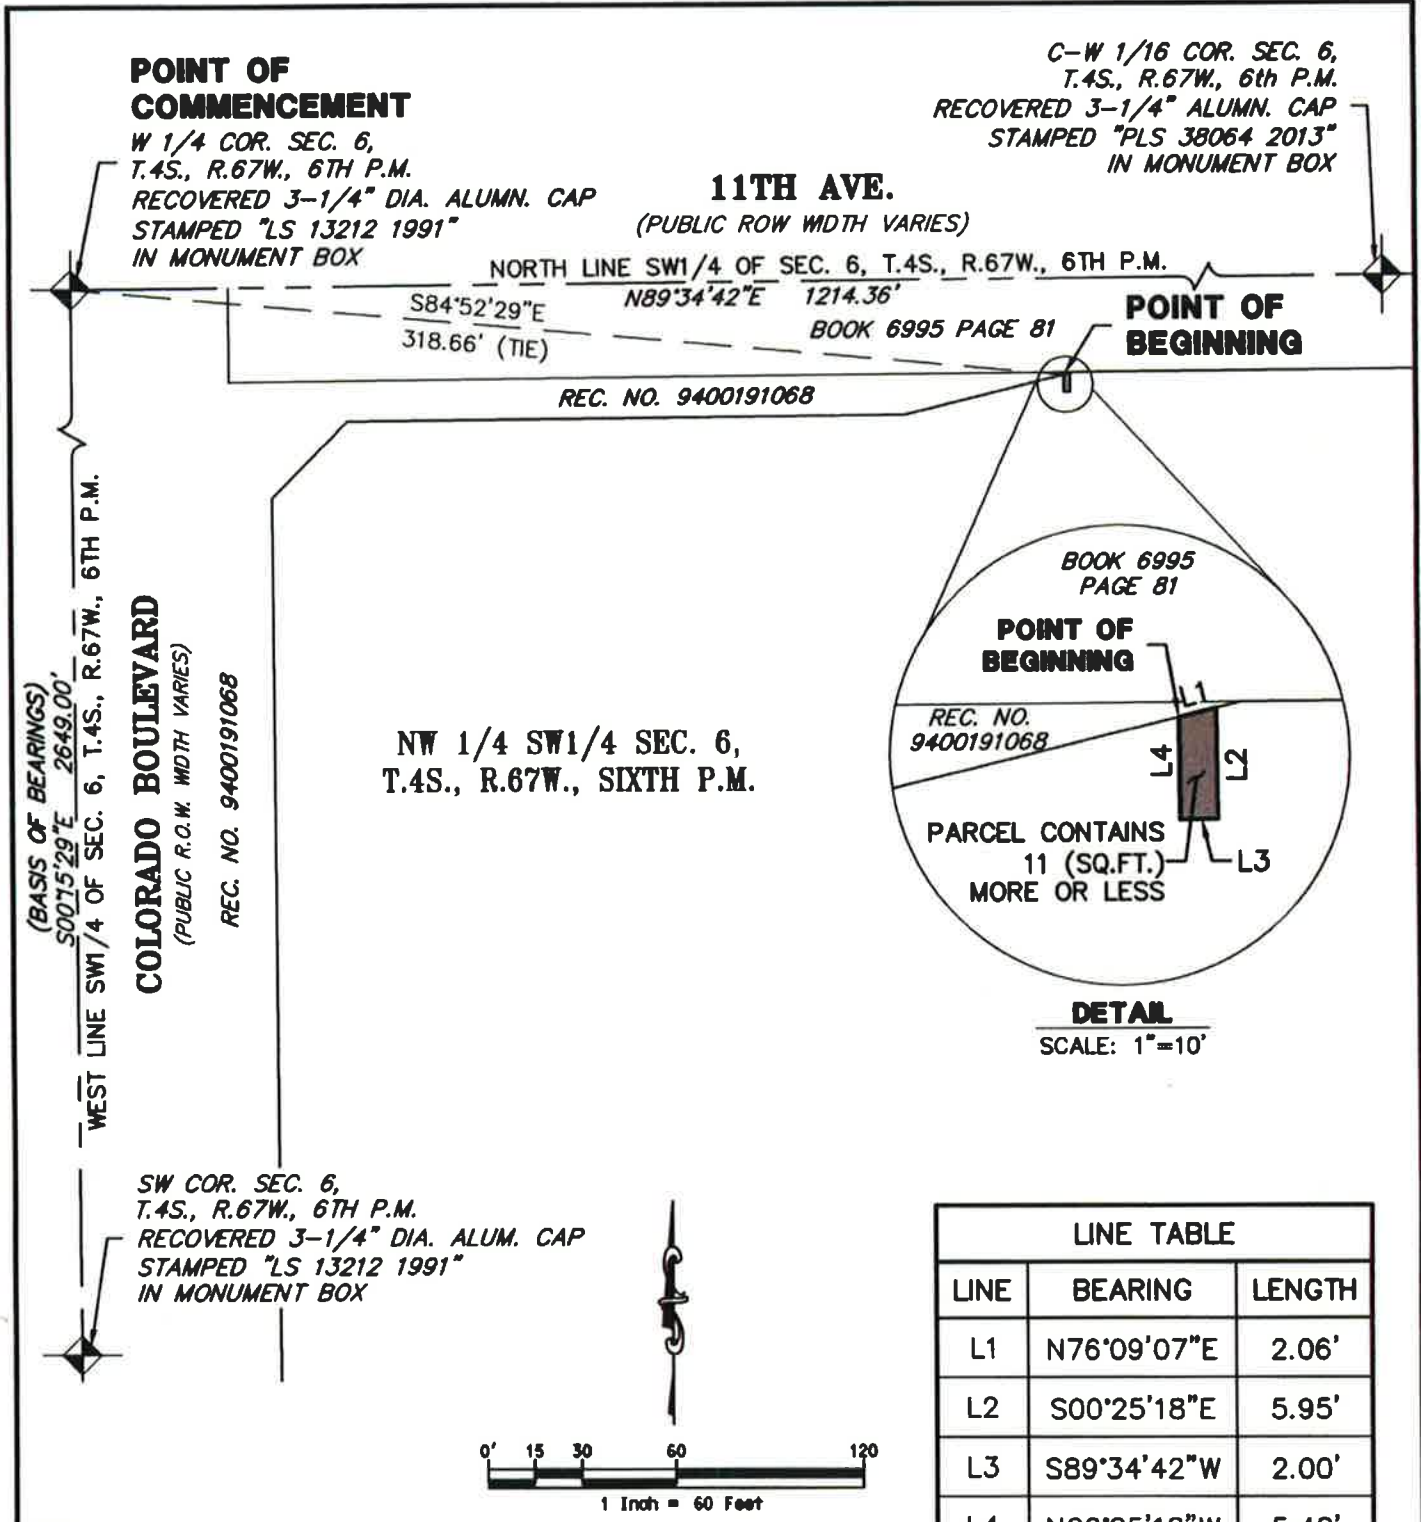 POINT OF
COMMENCEMENT
W 1/4 COR. SEC. 6,
T.4S., R.67W., 6TH P.M.
RECOVERED 3-1/4" DIA. ALUMN. CAP
STAMPED "LS 13212 1991"
IN MONUMENT BOX
C-W 1/16 COR. SEC. 6,
T.4S., R.67W., 6th P.M.
RECOVERED 3-1/4" ALUMN. CAP
STAMPED "PLS 38064 2013"
IN MONUMENT BOX
11TH AVE.
(PUBLIC ROW WIDTH VARIES)
NORTH LINE SW1/4 OF SEC. 6, T.4S., R.67W., 6TH P.M.
N89°34'42"E 1214.36'
S84°52'29"E
318.66' (TIE)
BOOK 6995 PAGE 81
POINT OF
BEGINNING
REC. NO. 9400191068
(BASIS OF BEARINGS)
S00°15'29"E 2649.00'
WEST LINE SW1/4 OF SEC. 6, T.4S., R.67W., 6TH P.M.
COLORADO BOULEVARD
(PUBLIC R.O.W. WIDTH VARIES)
REC. NO. 9400191068
NW 1/4 SW1/4 SEC. 6,
T.4S., R.67W., SIXTH P.M.
BOOK 6995
PAGE 81
POINT OF
BEGINNING
L1
REC. NO.
9400191068
L4
L2
PARCEL CONTAINS
11 (SQ.FT.)
MORE OR LESS
L3
DETAIL
SCALE: 1"=10'
SW COR. SEC. 6,
T.4S., R.67W., 6TH P.M.
RECOVERED 3-1/4" DIA. ALUM. CAP
STAMPED "LS 13212 1991"
IN MONUMENT BOX
0' 15 30 60 120
1 Inch = 60 Feet
LINE TABLE
LINE BEARING LENGTH
L1 N76°09'07"E 2.06'
L2 S00°25'18"E 5.95'
L3 S89°34'42"W 2.00'